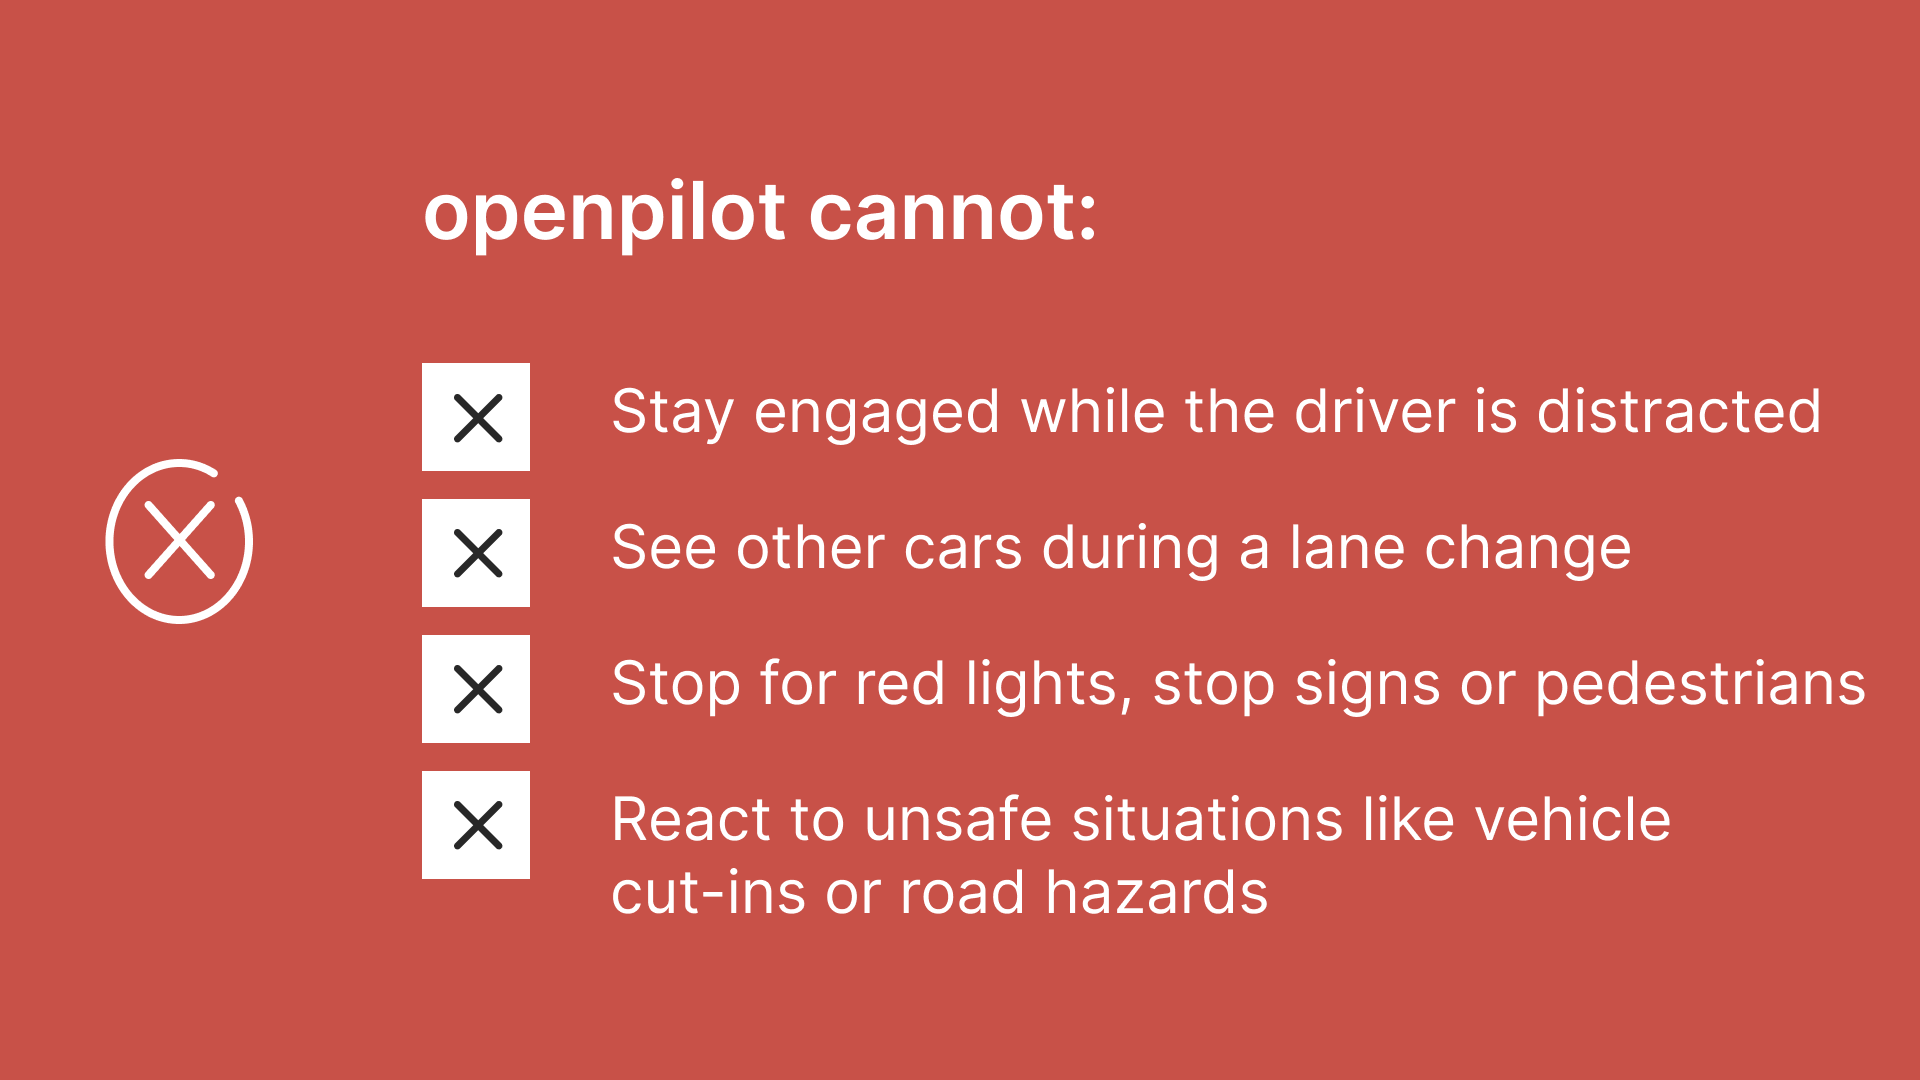 openpilot cannot:
Stay engaged while the driver is distracted
See other cars during a lane change
Stop for red lights, stop signs or pedestrians
React to unsafe situations like vehicle
cut-ins or road hazards